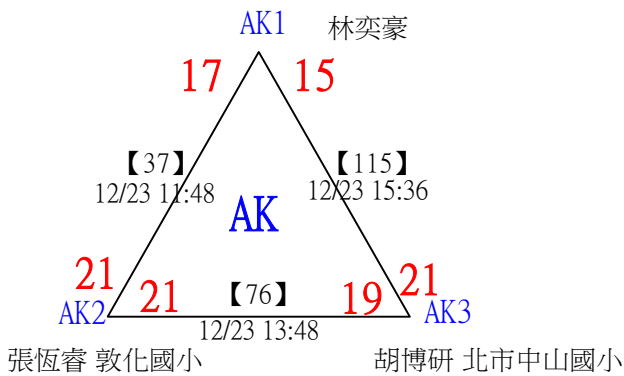 AK1 林奕豪
17 15
【37】 【115】
12/23 11:48 12/23 15:36
AK
21 21 【76】 19 21
AK2 AK3
12/23 13:48
張恆睿 敦化國小 胡博研 北市中山國小